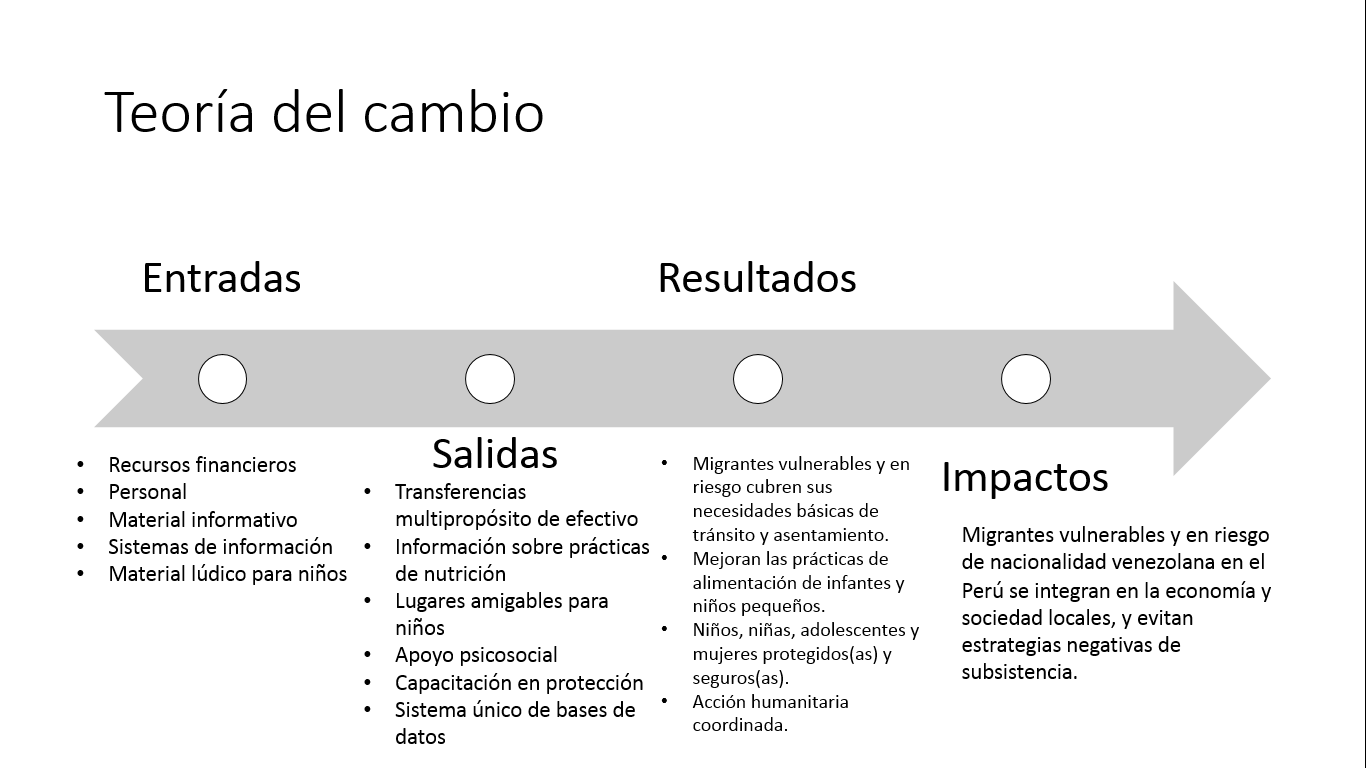 Teoría del cambio
Entradas
• Recursos financieros
• Personal
• Material informativo
• Sistemas de información
• Material lúdico para niños
Salidas
• Transferencias
multipropósito de efectivo
• Información sobre prácticas
de nutrición
• Lugares amigables para
niños
• Apoyo psicosocial
• Capacitación en protección
• Sistema único de bases de
datos
Resultados
• Migrantes vulnerables y en
riesgo cubren sus
necesidades básicas de
tránsito y asentamiento.
• Mejoran las prácticas de
alimentación de infantes y
niños pequeños.
• Niños, niñas, adolescentes y
mujeres protegidos(as) y
seguros(as).
• Acción humanitaria
coordinada.
Impactos
Migrantes vulnerables y en riesgo
de nacionalidad venezolana en el
Perú se integran en la economía y
sociedad locales, y evitan
estrategias negativas de
subsistencia.